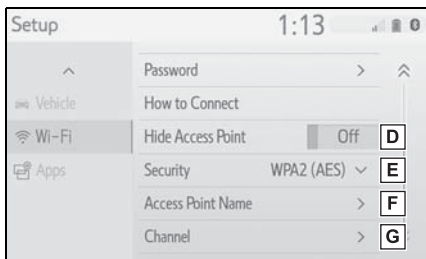 Setup 1:13 0
Password
Vehicle How to Connect
Wi-Fi Hide Access Point Off D
Apps Security WPA2 (AES) E
Access Point Name F
Channel G